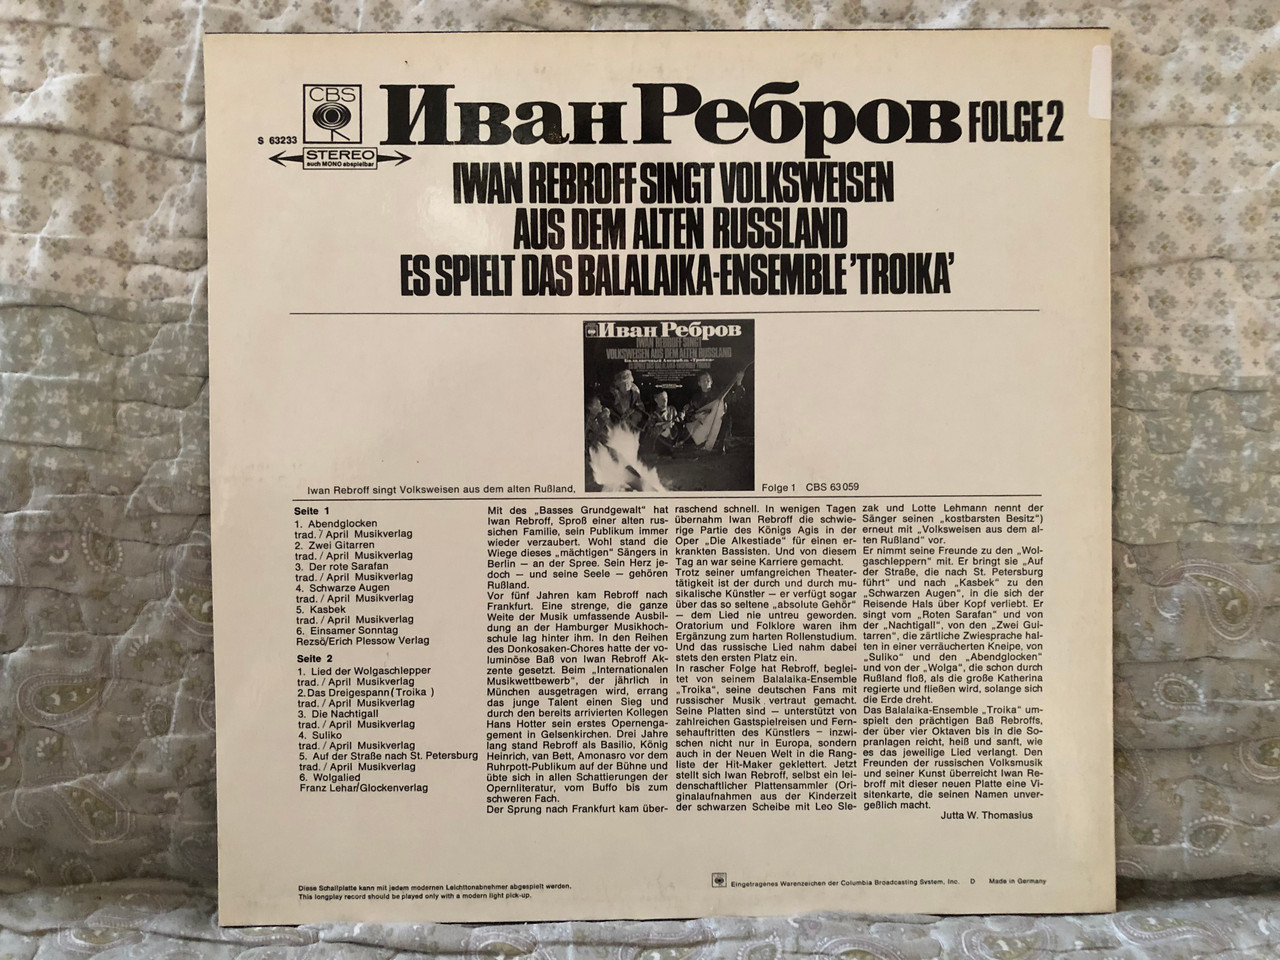 CBS
S 63233
STEREO
auch MONO abspielbar
Иван Ребров FOLGE 2
IWAN REBROFF SINGT VOLKSWEISEN
AUS DEM ALTEN RUSSLAND
ES SPIELT DAS BALALAIKA-ENSEMBLE 'TROIKA'
Иван Ребров
IWAN REBROFF SINGT
VOLKSWEISEN AUS DEM ALTEN RUSSLAND
ES SPIELT DAS BALALAIKA-ENSEMBLE 'TROIKA'
Iwan Rebroff singt Volksweisen aus dem alten Rußland,
Folge 1 CBS 63 059
Seite 1
1. Abendglocken
trad. / April Musikverlag
2. Zwei Gitarren
trad. / April Musikverlag
3. Der rote Sarafan
trad. / April Musikverlag
4. Schwarze Augen
trad. / April Musikverlag
5. Kasbek
trad. / April Musikverlag
6. Einsamer Sonntag
Rezsö/Erich Plessow Verlag
Seite 2
1. Lied der Wolgaschlepper
trad. / April Musikverlag
2. Das Dreigespann ( Troika )
trad. / April Musikverlag
3. Die Nachtigall
trad. / April Musikverlag
4. Suliko
trad. / April Musikverlag
5. Auf der Straße nach St. Petersburg
trad. / April Musikverlag
6. Wolgalied
Franz Lehar/Glockenverlag
Mit des „Basses Grundgewalt" hat
Iwan Rebroff, Sproß einer alten rus-
sichen Familie, sein Publikum immer
wieder verzaubert. Wohl stand die
Wiege dieses „mächtigen" Sängers in
Berlin — an der Spree. Sein Herz je-
doch — und seine Seele — gehören
Rußland.
Vor fünf Jahren kam Rebroff nach
Frankfurt. Eine strenge, die ganze
Weite der Musik umfassende Ausbil-
dung an der Hamburger Musikhoch-
schule lag hinter ihm. In den Reihen
des Donkosaken-Chores hatte der vo-
luminöse Baß von Iwan Rebroff Ak-
zente gesetzt. Beim „Internationalen
Musikwettbewerb", der jährlich in
München ausgetragen wird, errang
das junge Talent einen Sieg und
durch den bereits arrivierten Kollegen
Hans Hotter sein erstes Opernenga-
gement in Gelsenkirchen. Drei Jahre
lang stand Rebroff als Basilio, König
Heinrich, van Bett, Amonasro vor dem
Ruhrpott-Publikum auf der Bühne und
übte sich in allen Schattierungen der
Opernliteratur, vom Buffo bis zum
schweren Fach.
Der Sprung nach Frankfurt kam über-
raschend schnell. In wenigen Tagen
übernahm Iwan Rebroff die schwie-
rige Partie des Königs Agis in der
Oper „Die Alkestiade" für einen er-
krankten Bassisten. Und von diesem
Tag an war seine Karriere gemacht.
Trotz seiner umfangreichen Theater-
tätigkeit ist der durch und durch mu-
sikalische Künstler — er verfügt sogar
über das so seltene „absolute Gehör"
— dem Lied nie untreu geworden.
Oratorium und Folklore waren ihm
Ergänzung zum harten Rollenstudium.
Und das russische Lied nahm dabei
stets den ersten Platz ein.
In rascher Folge hat Rebroff, beglei-
tet von seinem Balalaika-Ensemble
„Troika", seine deutschen Fans mit
russischer Musik vertraut gemacht.
Seine Platten sind — unterstützt von
zahlreichen Gastspielreisen und Fern-
sehauftritten des Künstlers — inzwi-
schen nicht nur in Europa, sondern
auch in der Neuen Welt in die Rang-
liste der Hit-Maker geklettert. Jetzt
stellt sich Iwan Rebroff, selbst ein lei-
denschaftlicher Plattensammler (Ori-
ginalaufnahmen aus der Kinderzeit
der schwarzen Scheibe mit Leo Sle-
zak und Lotte Lehmann nennt der
Sänger seinen „kostbarsten Besitz")
erneut mit „Volksweisen aus dem al-
ten Rußland" vor.
Er nimmt seine Freunde zu den „Wol-
gaschleppern" mit. Er bringt sie „Auf
der Straße, die nach St. Petersburg
führt" und nach „Kasbek" zu den
„Schwarzen Augen", in die sich der
Reisende Hals über Kopf verliebt. Er
singt vom „Roten Sarafan" und von
der „Nachtigall", von den „Zwei Gui-
tarren", die zärtliche Zwiesprache hal-
ten in einer verräucherten Kneipe, von
„Suliko" und den „Abendglocken"
und von der „Wolga", die schon durch
Rußland floß, als die große Katherina
regierte und fließen wird, solange sich
die Erde dreht.
Das Balalaika-Ensemble „Troika" um-
spielt den prächtigen Baß Rebroffs,
der über vier Oktaven bis in die So-
pranlagen reicht, heiß und sanft, wie
es das jeweilige Lied verlangt. Den
Freunden der russischen Volksmusik
und seiner Kunst überreicht Iwan Re-
broff mit dieser neuen Platte eine Vi-
sitenkarte, die seinen Namen unver-
geßlich macht.
Jutta W. Thomasius
Diese Schallplatte kann mit jedem modernen Leichttonabnehmer abgespielt werden.
This longplay record should be played only with a modern light pick-up.
Eingetragenes Warenzeichen der Columbia Broadcasting System, Inc. D Made in Germany